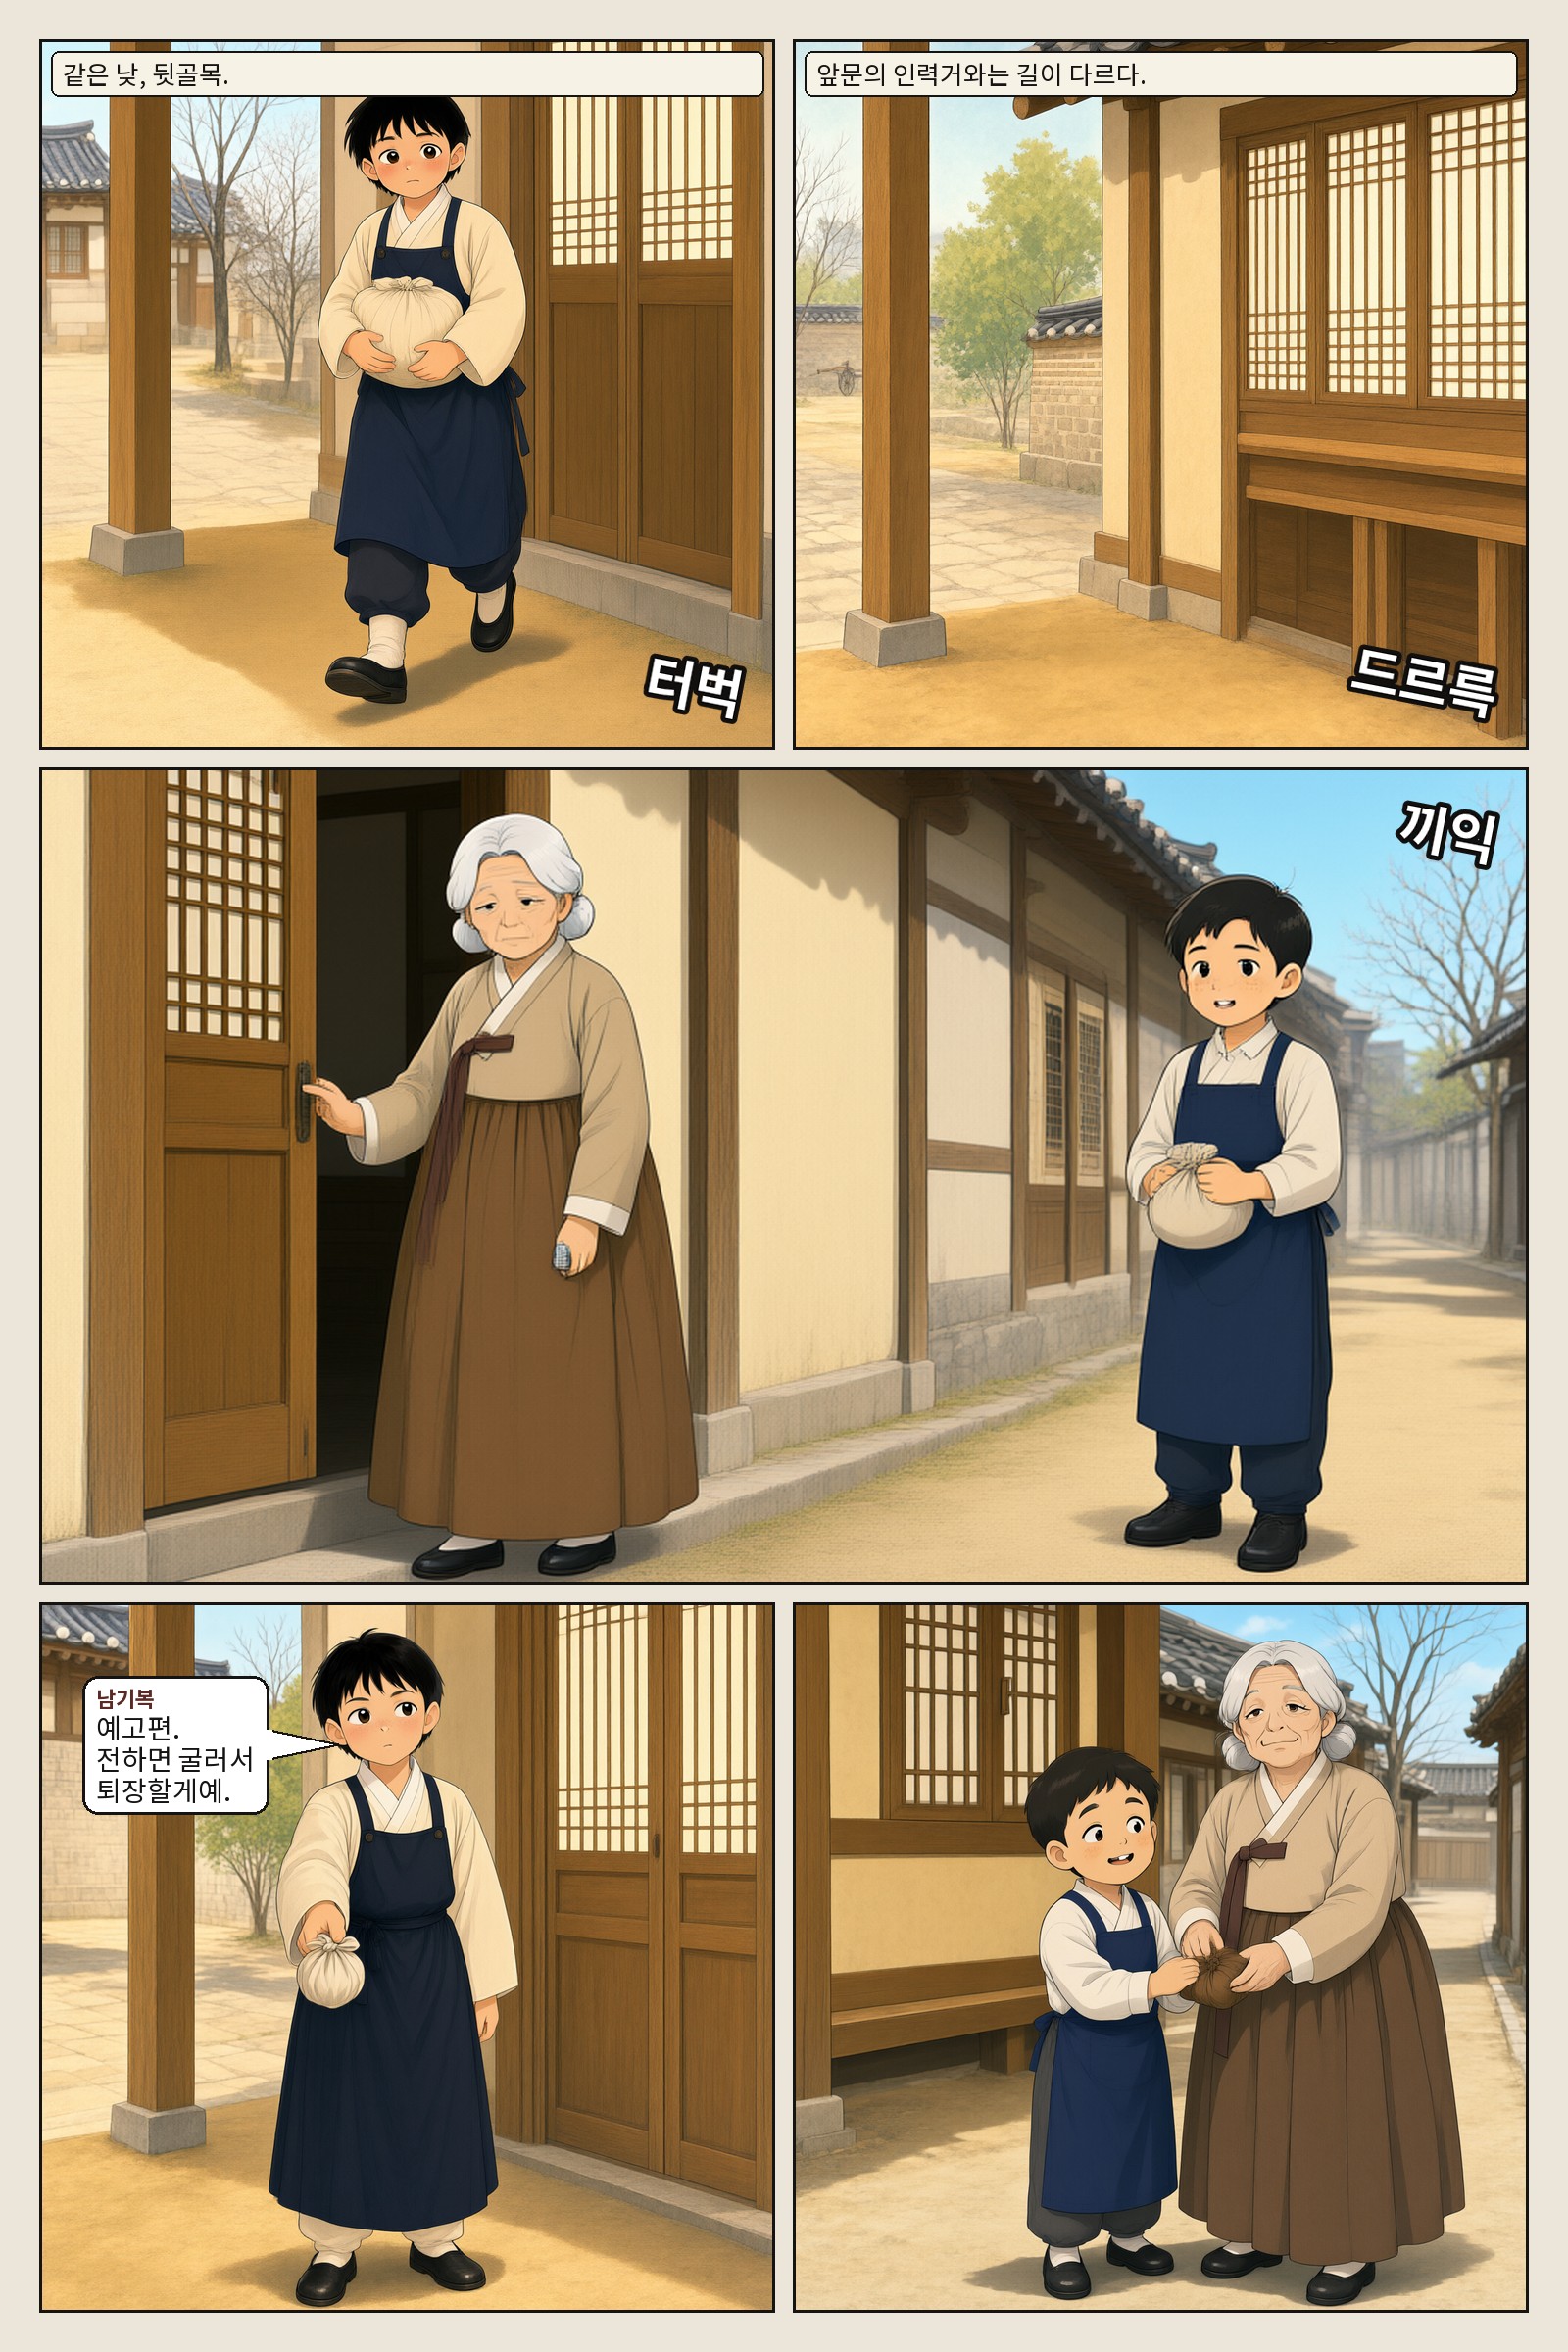 같은 낮, 뒷골목.
터벅
앞문의 인력거와는 길이 다르다.
드르륵
끼익
남기복
예고편.
전하면 굴러서
퇴장할게예.